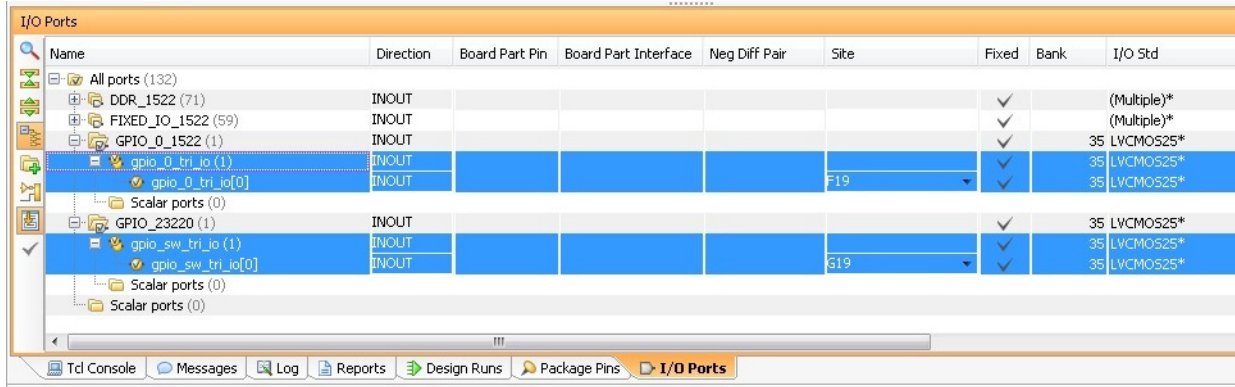 I/O Ports
Name Direction Board Part Pin Board Part Interface Neg Diff Pair Site Fixed Bank I/O Std
All ports (132)
DDR_1522 (71) INOUT (Multiple)*
FIXED_IO_1522 (59) INOUT (Multiple)*
GPIO_0_1522 (1) INOUT 35 LVCMOS25*
gpio_0_tri_io (1) INOUT 35 LVCMOS25*
gpio_0_tri_io[0] INOUT F19 35 LVCMOS25*
Scalar ports (0)
GPIO_23220 (1) INOUT 35 LVCMOS25*
gpio_sw_tri_io (1) INOUT 35 LVCMOS25*
gpio_sw_tri_io[0] INOUT G19 35 LVCMOS25*
Scalar ports (0)
Scalar ports (0)
Tcl Console Messages Log Reports Design Runs Package Pins I/O Ports